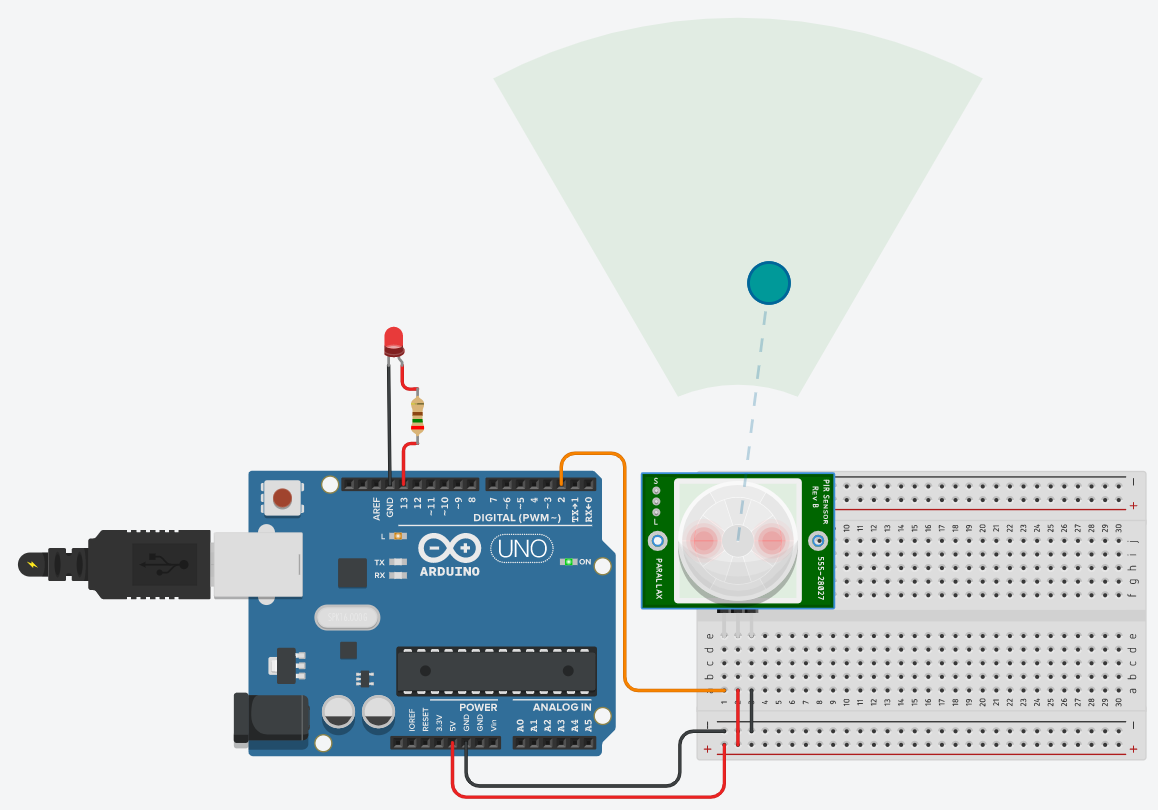 AREF
GND
13
12
~11
~10
~9
8
7
~6
~5
4
~3
2
TX→1
RX←0
DIGITAL (PWM~)
L
TX
RX
UNO
ON
ARDUINO
POWER
ANALOG IN
IOREF
RESET
3.3V
5V
GND
GND
Vin
A0
A1
A2
A3
A4
A5
S
L
PARALLAX
PIR SENSOR
REV B
555-28027
10 11 12 13 14 15 16 17 18 19 20 21 22 23 24 25 26 27 28 29 30
j
i
h
g
f
e e
d d
c c
b b
a a
1 2 3 4 5 6 7 8 9 10 11 12 13 14 15 16 17 18 19 20 21 22 23 24 25 26 27 28 29 30